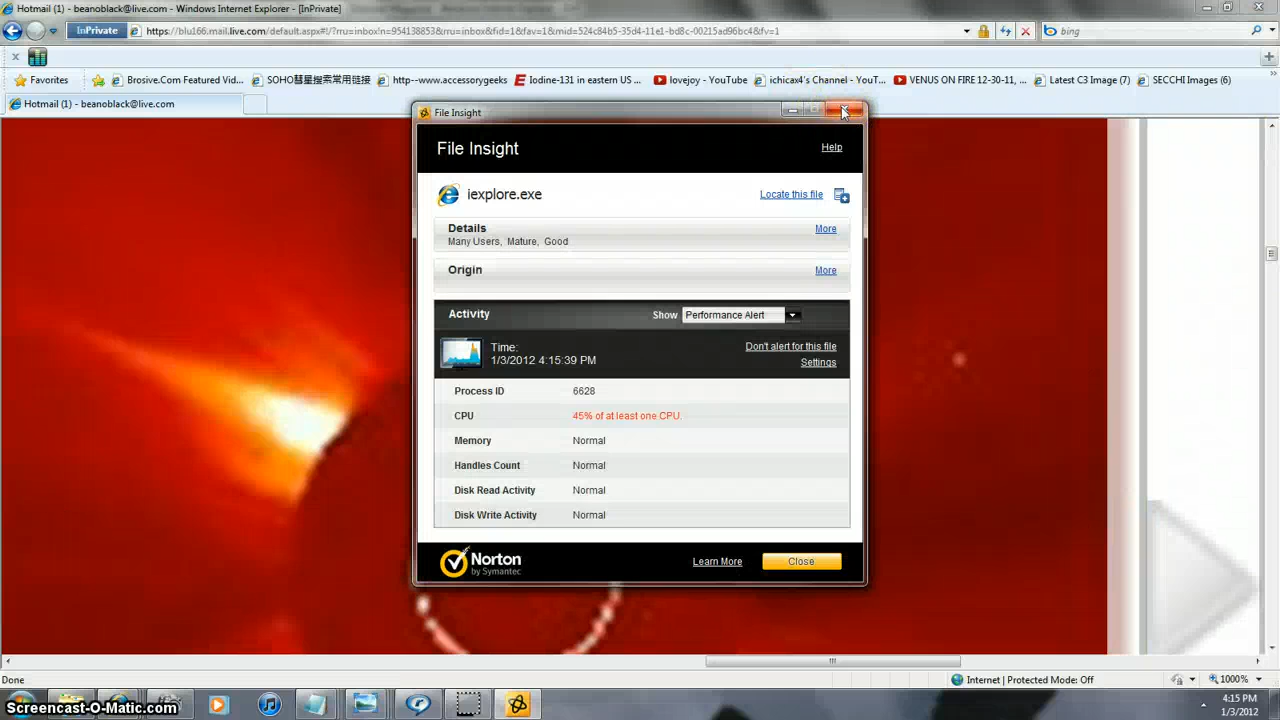 Hotmail (1) - beanoblack@live.com - Windows Internet Explorer - [InPrivate]
InPrivate https://blu166.mail.live.com/default.aspx#!/?rru=inbox!n=954138853&rru=inbox&fid=1&fav=1&mid=524c84b5-35d4-11e1-bd8c-00215ad96bc4&fv=1 bing
Favorites Brosive.Com Featured Vid... SOHO彗星搜索常用链接 http--www.accessorygeeks Iodine-131 in eastern US ... lovejoy - YouTube ichicax4's Channel - YouT... VENUS ON FIRE 12-30-11, ... Latest C3 Image (7) SECCHI Images (6)
Hotmail (1) - beanoblack@live.com
File Insight
File Insight Help
iexplore.exe Locate this file
Details More
Many Users, Mature, Good
Origin More
Activity Show Performance Alert
Time: Don't alert for this file
1/3/2012 4:15:39 PM Settings
Process ID 6628
CPU 45% of at least one CPU.
Memory Normal
Handles Count Normal
Disk Read Activity Normal
Disk Write Activity Normal
Norton
by Symantec
Learn More Close
Done Internet | Protected Mode: Off 1000%
Screencast-O-Matic.com
4:15 PM
1/3/2012